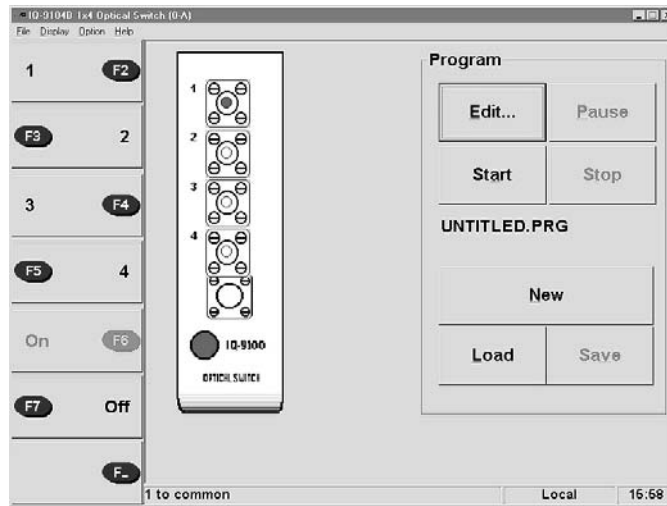 IQ-9104B 1x4 Optical Switch (0-A)
File Display Option Help
1 F2
F3 2
3 F4
F5 4
On F6
F7 Off
F_
1
2
3
4
IQ-9100
OPTICAL SWITCH
Program
Edit... Pause
Start Stop
UNTITLED.PRG
New
Load Save
1 to common Local 16:58